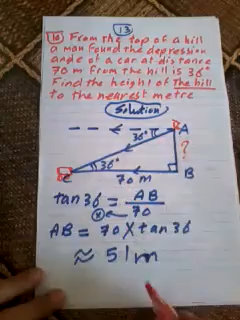 13
16 From the top of a hill
a man found the depression
angle of a car at distance
70 m from the hill is 36°
Find the height of the hill
to the nearest metre
Solution
36° A
?
36°
C 70 m B
tan 36 = AB
70
AB = 70 X tan 36
≈ 51 m